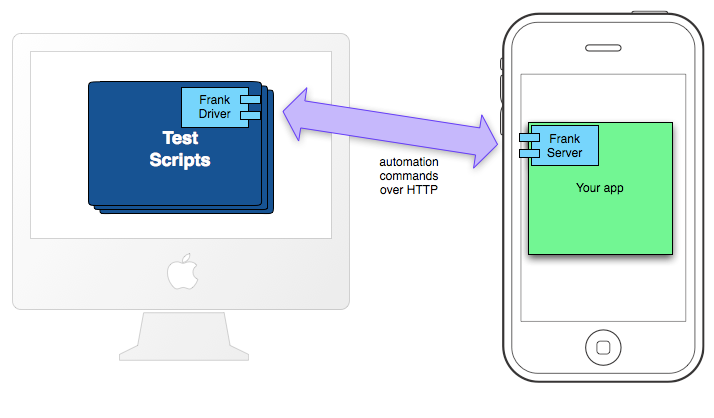 Frank
Driver
Test
Scripts
automation
commands
over HTTP
Frank
Server
Your app